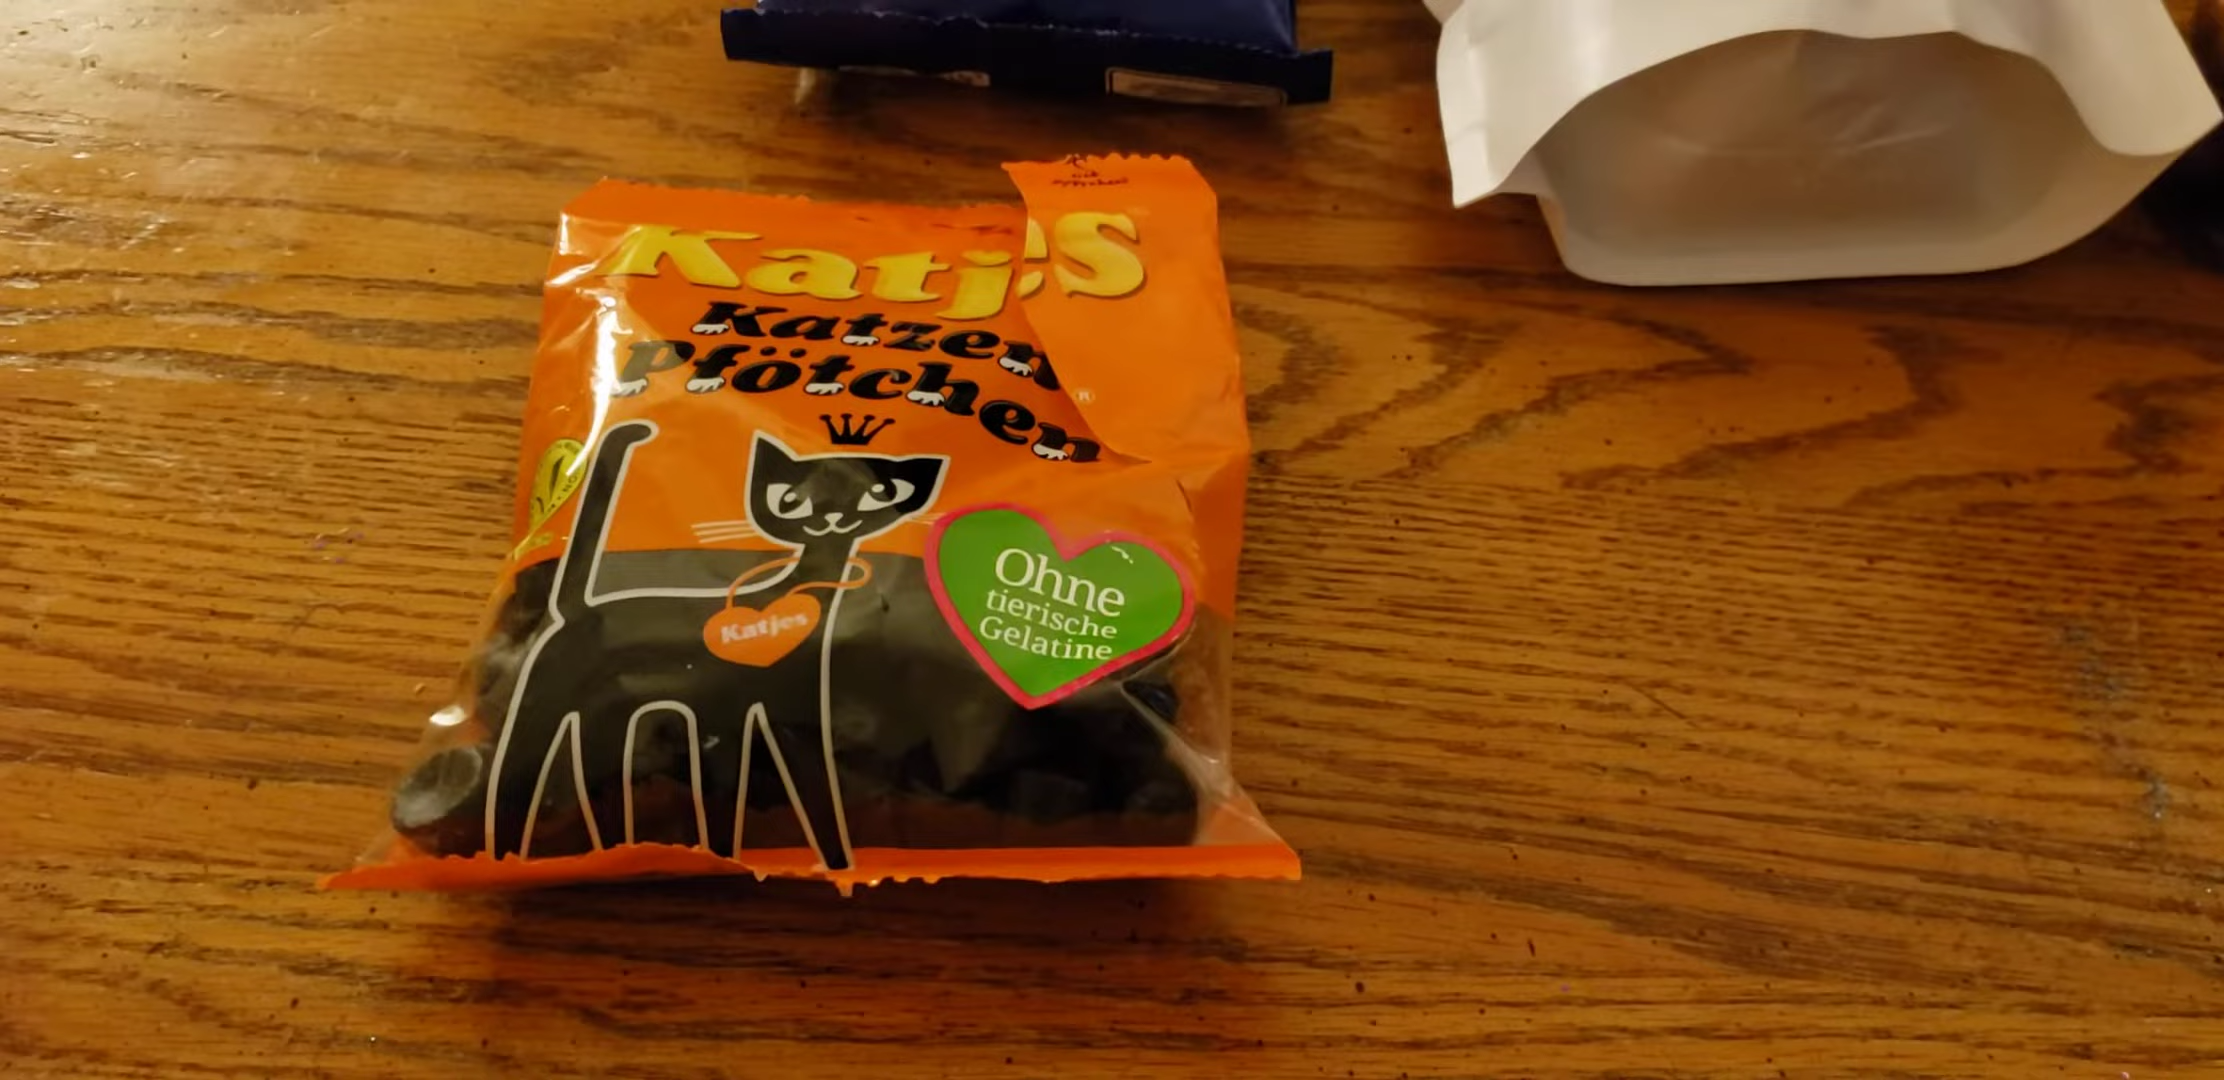 Katjes
Katzen
Pfötchen
®
Katjes
Ohne
tierische
Gelatine